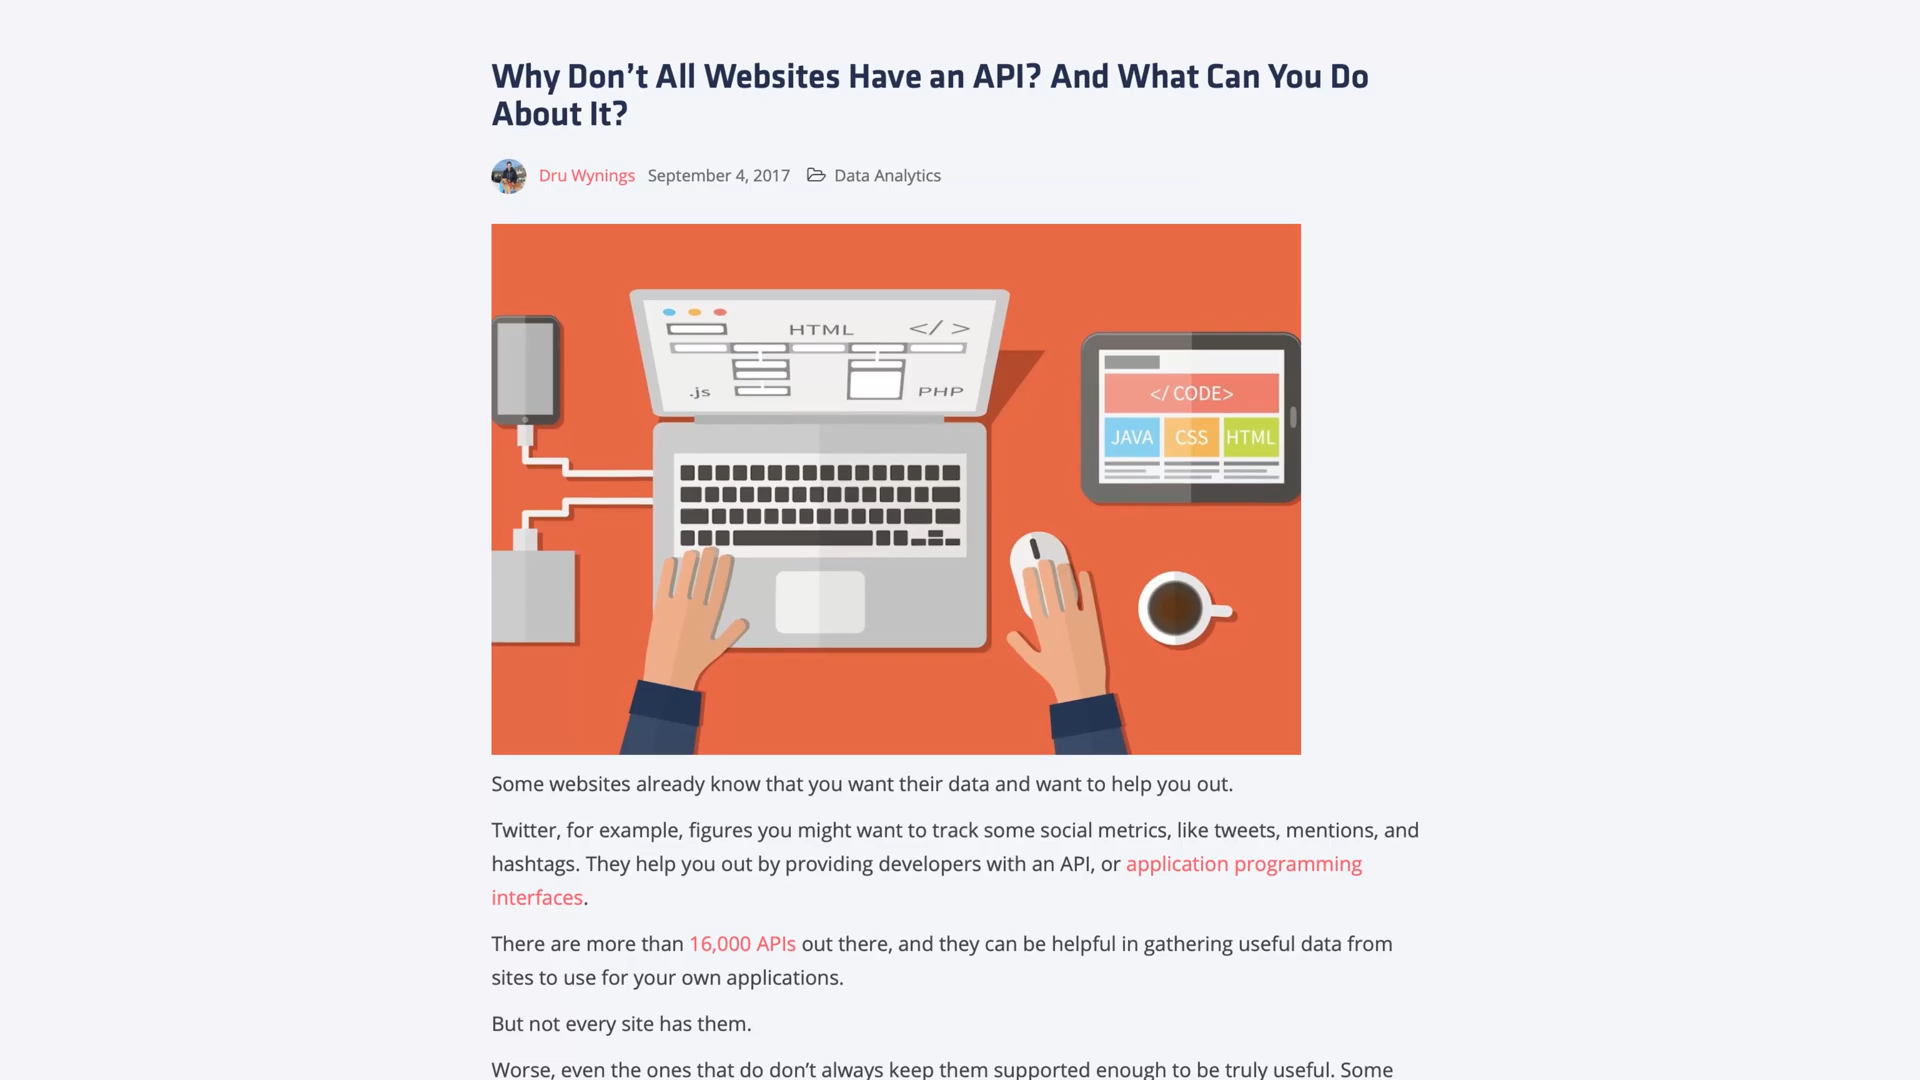 Why Don’t All Websites Have an API? And What Can You Do
About It?
Dru Wynings September 4, 2017 Data Analytics
HTML </ >
.js PHP
</ CODE>
JAVA CSS HTML
Some websites already know that you want their data and want to help you out.
Twitter, for example, figures you might want to track some social metrics, like tweets, mentions, and
hashtags. They help you out by providing developers with an API, or application programming
interfaces.
There are more than 16,000 APIs out there, and they can be helpful in gathering useful data from
sites to use for your own applications.
But not every site has them.
Worse, even the ones that do don’t always keep them supported enough to be truly useful. Some